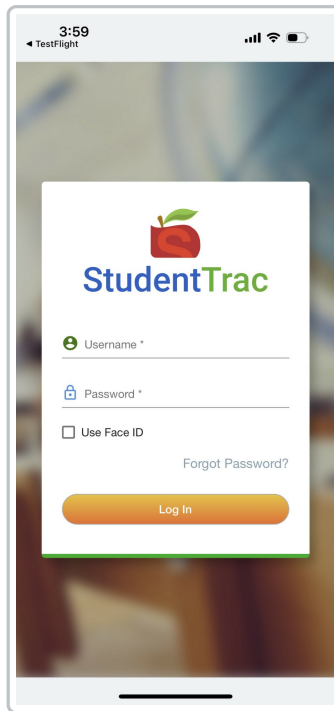 3:59
◄ TestFlight
StudentTrac
Username *
Password *
Use Face ID
Forgot Password?
Log In